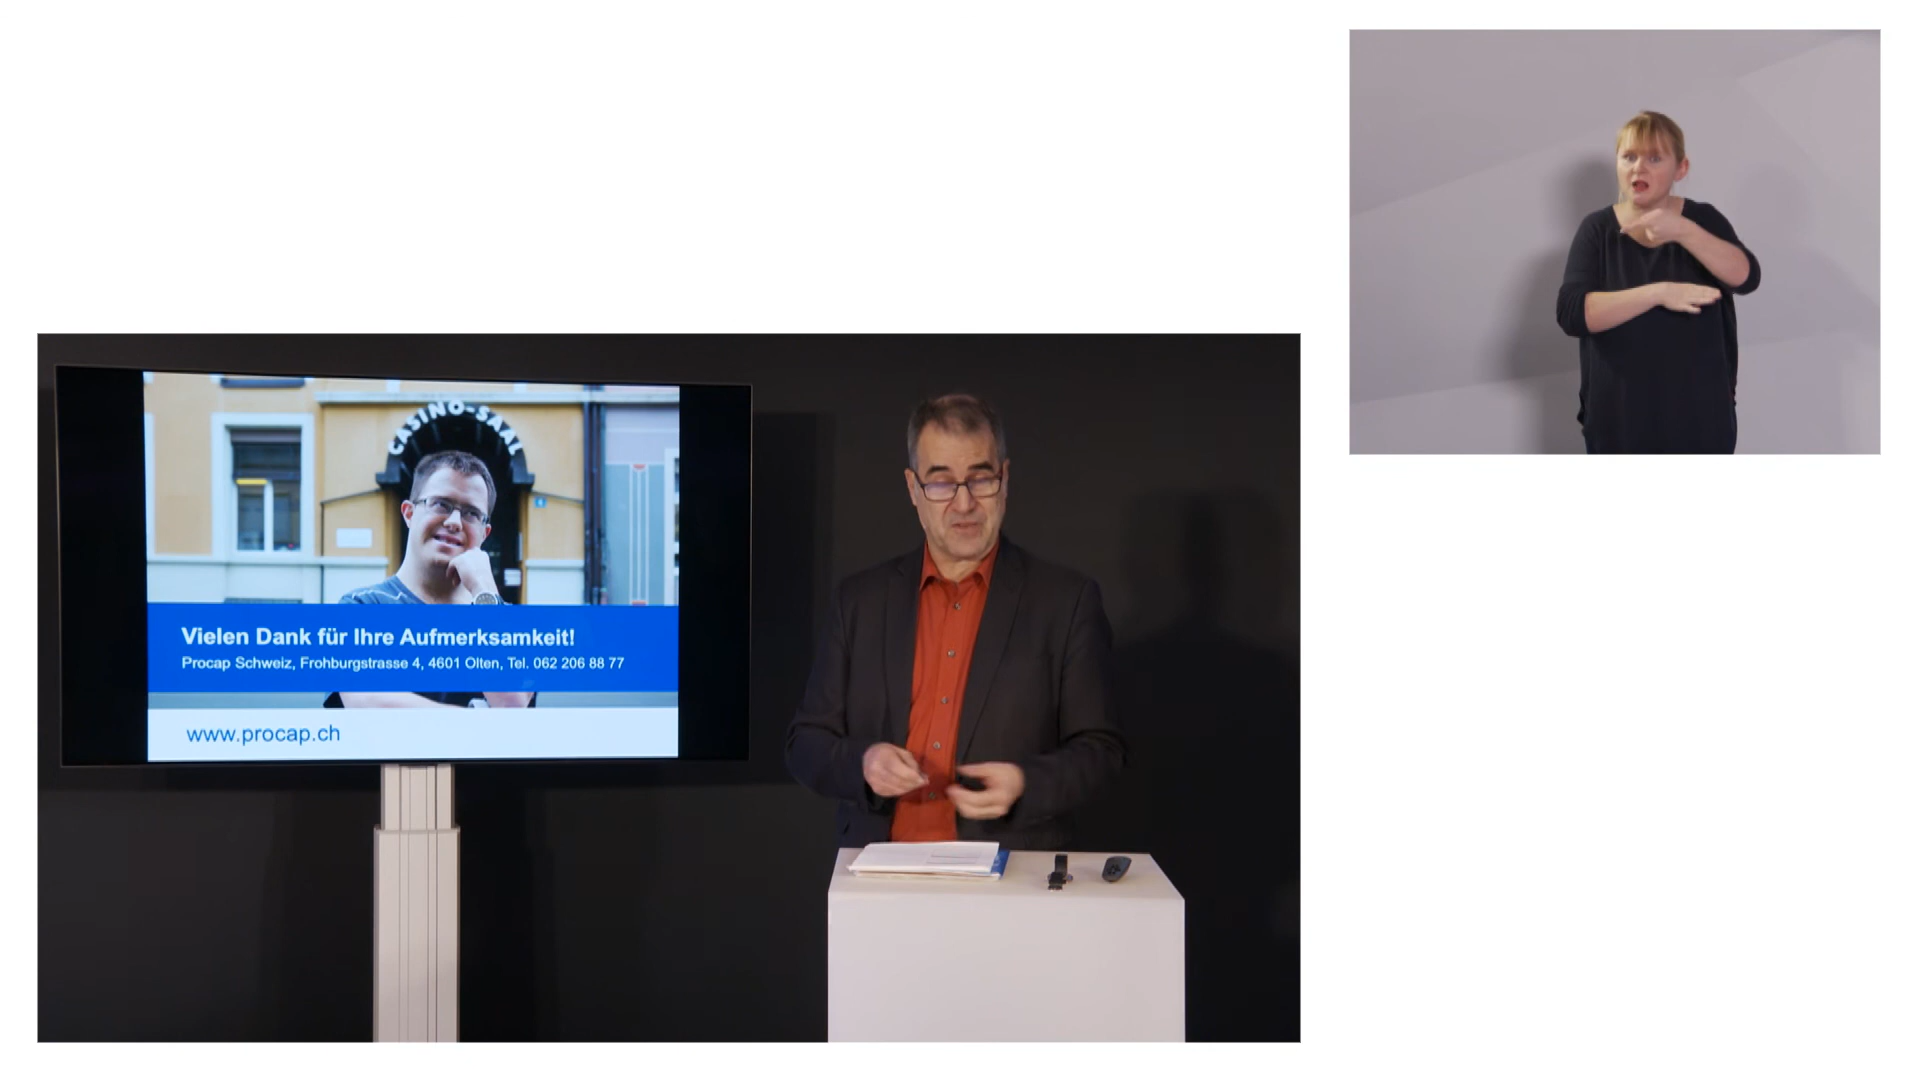 CASINO-SAAL
Vielen Dank für Ihre Aufmerksamkeit!
Procap Schweiz, Frohburgstrasse 4, 4601 Olten, Tel. 062 206 88 77
www.procap.ch